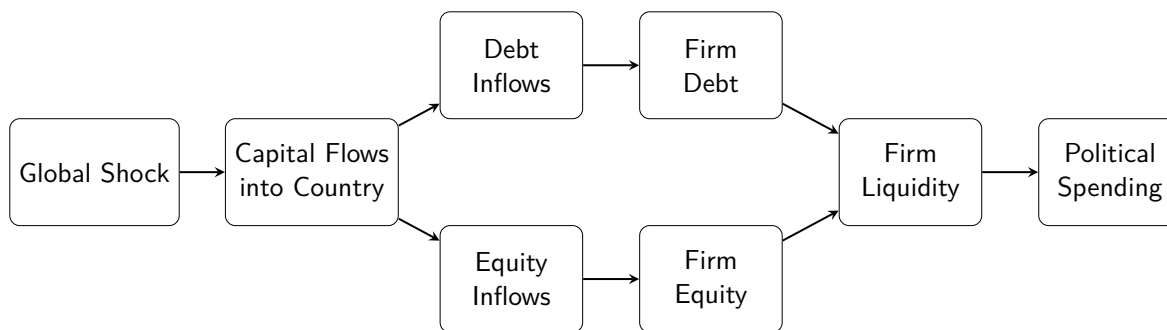 Global Shock
Capital Flows
into Country
Debt
Inflows
Firm
Debt
Equity
Inflows
Firm
Equity
Firm
Liquidity
Political
Spending